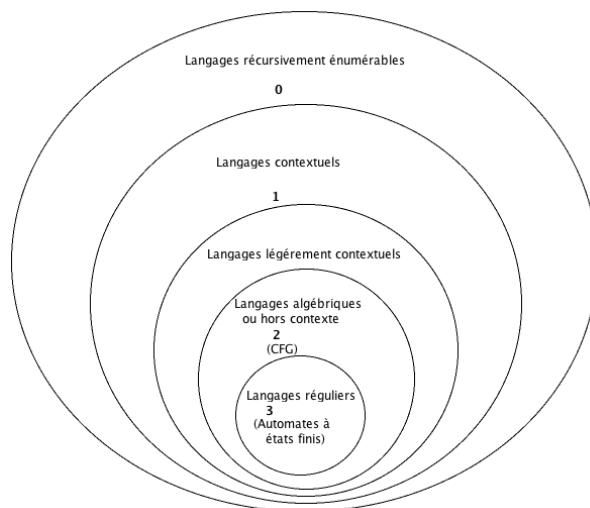 Langages récursivement énumérables
0
Langages contextuels
1
Langages légérement contextuels
Langages algébriques
ou hors contexte
2
(CFG)
Langages réguliers
3
(Automates à
états finis)